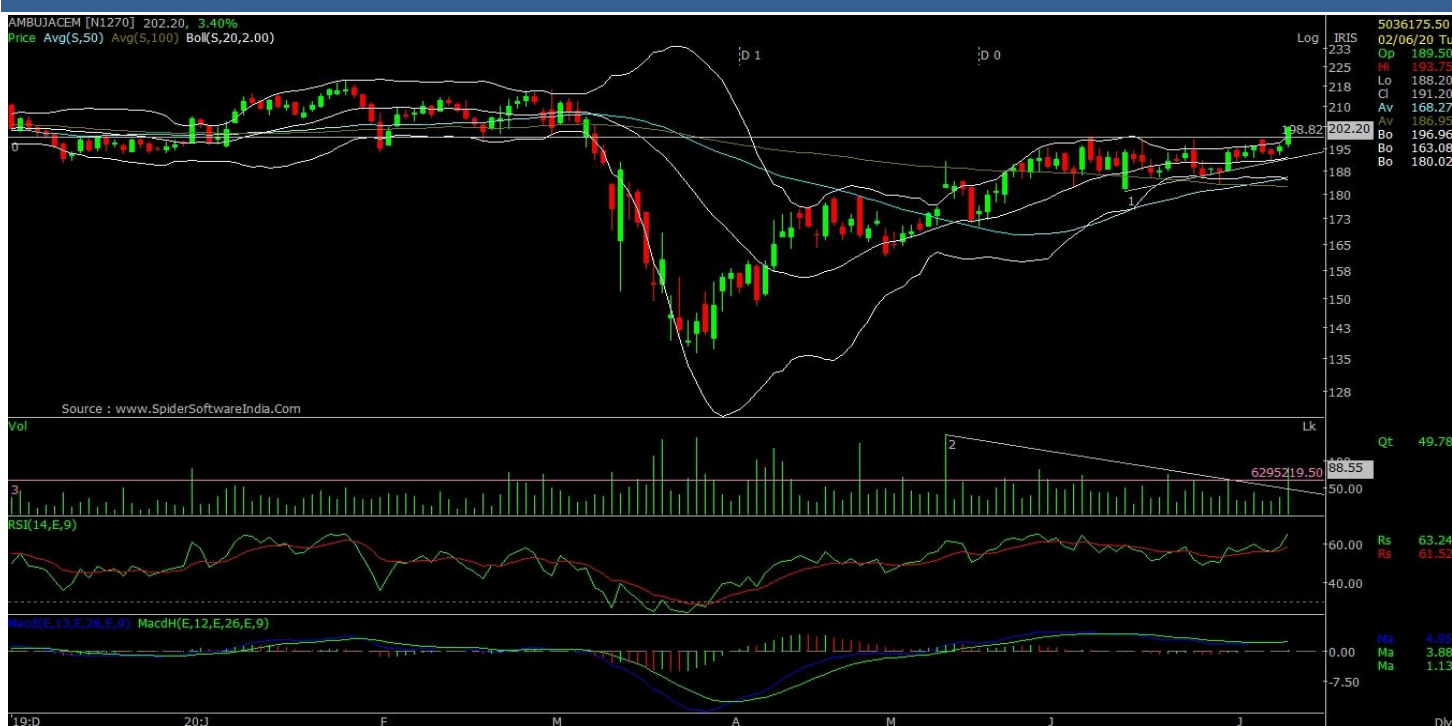 AMBUJACEM [N1270] 202.20, 3.40%
Price Avg(S,50) Avg(S,100) Boll(S,20,2.00)
D 1
D 0
Log
IRIS
233
225
218
210
198.82
202.20
195
188
180
173
165
158
150
143
135
128
0
1
Source : www.SpiderSoftwareIndia.Com
5036175.50
02/06/20 Tu
Op 189.50
Hi 193.75
Lo 188.20
Cl 191.20
Av 168.27
Av 186.95
Bo 196.96
Bo 163.08
Bo 180.02
Vol
Lk
2
3
6295219.50
88.55
50.00
Qt 49.78
RSI(14,E,9)
60.00
40.00
Rs 63.24
Rs 61.52
Macd(E,13,E,26,E,9) MacdH(E,12,E,26,E,9)
0.00
-7.50
Ma 4.95
Ma 3.88
Ma 1.13
'19:D 20:J F M A M J J Dly